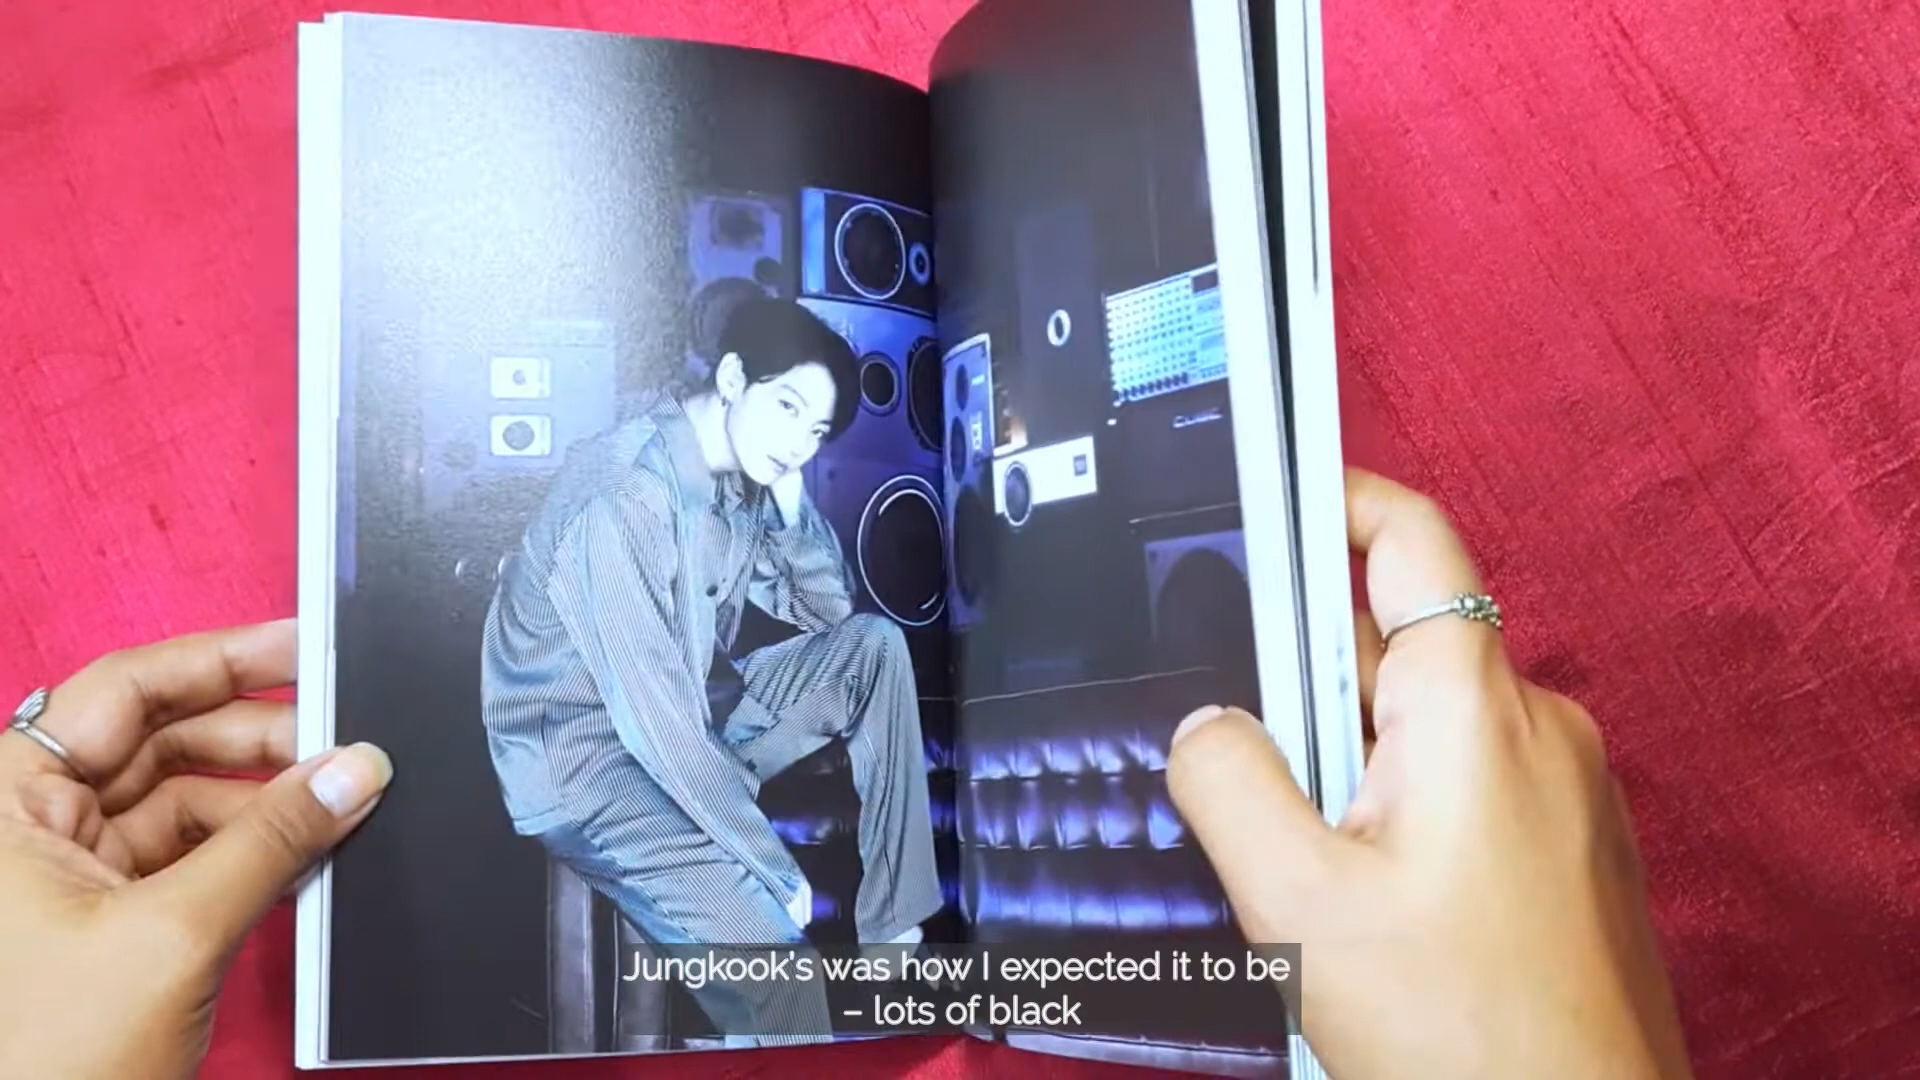 Jungkook's was how I expected it to be
– lots of black